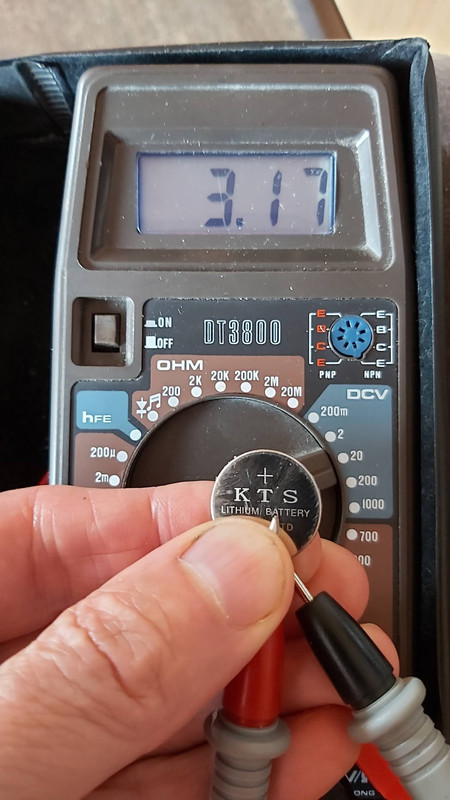 3.17
ON
OFF
DT3800
E
B
C
E
E
B
C
E
PNP
NPN
OHM
200
2K
20K
200K
2M
20M
hFE
200µ
2m
DCV
200m
2
20
200
1000
700
+
KTS
LITHIUM BATTERY
TD